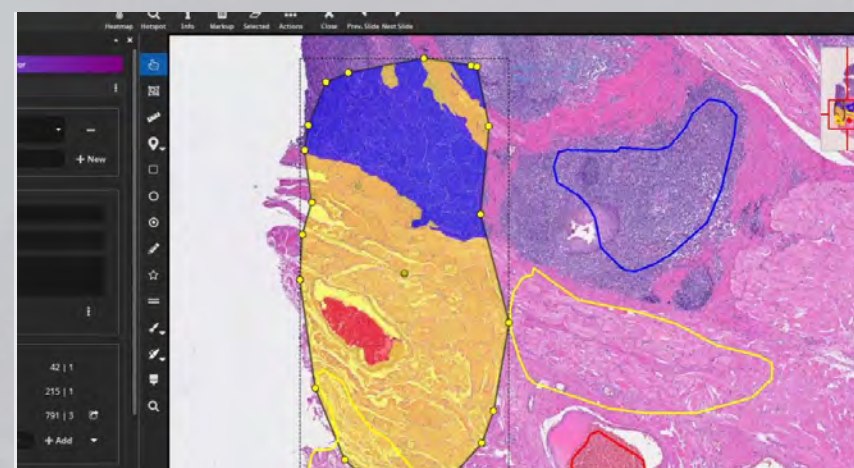 Heatmap Hotspot Info Markup Selected Actions Close Prev. Slide Next Slide
+ New
42 | 1
215 | 1
791 | 3
+ Add